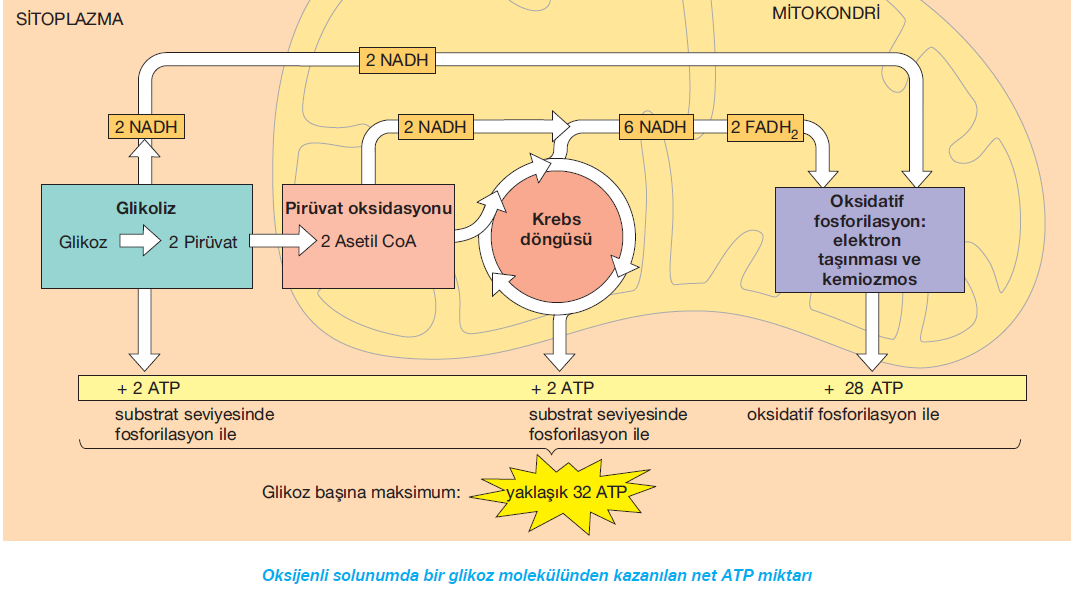 SİTOPLAZMA
MİTOKONDRİ
2 NADH
2 NADH
2 NADH
6 NADH
2 FADH₂
Glikoliz
Glikoz
2 Pirüvat
Pirüvat oksidasyonu
2 Asetil CoA
Krebs
döngüsü
Oksidatif
fosforilasyon:
elektron
taşınması ve
kemiozmos
+ 2 ATP
+ 2 ATP
+ 28 ATP
substrat seviyesinde
fosforilasyon ile
substrat seviyesinde
fosforilasyon ile
oksidatif fosforilasyon ile
Glikoz başına maksimum:
yaklaşık 32 ATP
Oksijenli solunumda bir glikoz molekülünden kazanılan net ATP miktarı